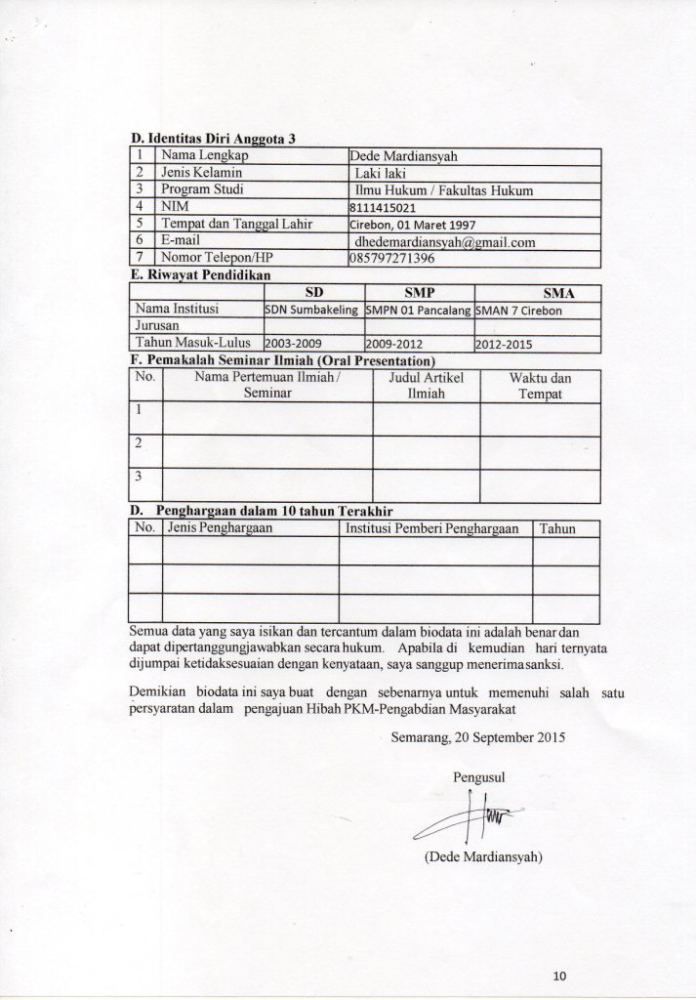 D. Identitas Diri Anggota 3
1 Nama Lengkap Dede Mardiansyah
2 Jenis Kelamin Laki laki
3 Program Studi Ilmu Hukum / Fakultas Hukum
4 NIM 8111415021
5 Tempat dan Tanggal Lahir Cirebon, 01 Maret 1997
6 E-mail dhedemardiansyah@gmail.com
7 Nomor Telepon/HP 085797271396
E. Riwayat Pendidikan
SD SMP SMA
Nama Institusi SDN Sumbakeling SMPN 01 Pancalang SMAN 7 Cirebon
Jurusan
Tahun Masuk-Lulus 2003-2009 2009-2012 2012-2015
F. Pemakalah Seminar Ilmiah (Oral Presentation)
No. Nama Pertemuan Ilmiah / Judul Artikel Waktu dan
Seminar Ilmiah Tempat
1
2
3
D. Penghargaan dalam 10 tahun Terakhir
No. Jenis Penghargaan Institusi Pemberi Penghargaan Tahun
Semua data yang saya isikan dan tercantum dalam biodata ini adalah benar dan
dapat dipertanggungjawabkan secara hukum. Apabila di kemudian hari ternyata
dijumpai ketidaksesuaian dengan kenyataan, saya sanggup menerima sanksi.
Demikian biodata ini saya buat dengan sebenarnya untuk memenuhi salah satu
persyaratan dalam pengajuan Hibah PKM-Pengabdian Masyarakat
Semarang, 20 September 2015
Pengusul
(Dede Mardiansyah)
10